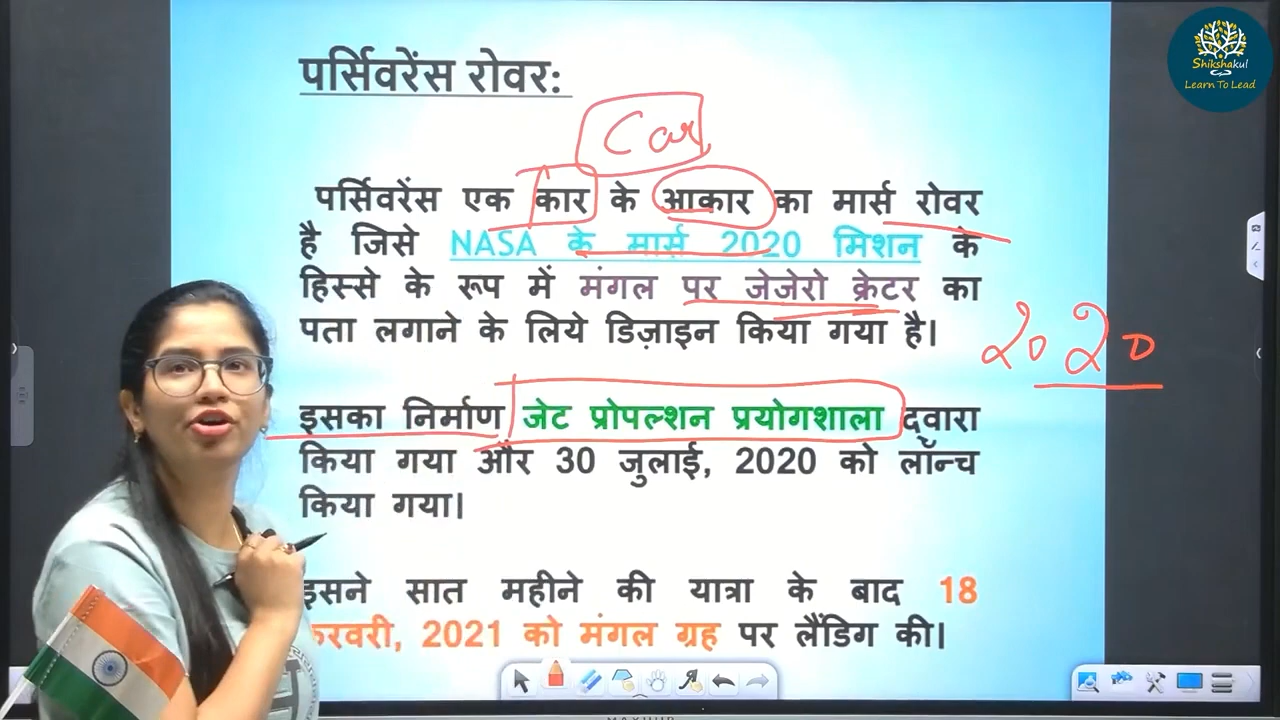 Shikshakul
Learn To Lead
पर्सिवरेंस रोवर:
Car
पर्सिवरेंस एक कार के आकार का मार्स रोवर
है जिसे NASA के मार्स 2020 मिशन के
हिस्से के रूप में मंगल पर जेजेरो क्रेटर का
पता लगाने के लिये डिज़ाइन किया गया है।
2020
इसका निर्माण जेट प्रोपल्शन प्रयोगशाला द्वारा
किया गया और 30 जुलाई, 2020 को लॉन्च
किया गया।
इसने सात महीने की यात्रा के बाद 18
फरवरी, 2021 को मंगल ग्रह पर लैंडिग की।